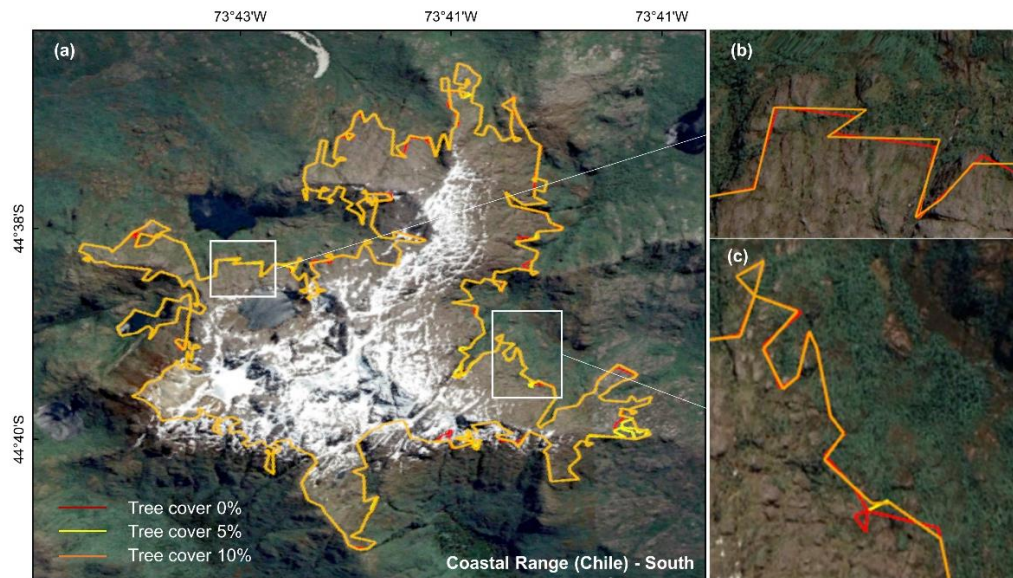 73°43'W 73°41'W 73°41'W
(a)
(b)
44°38'S
(c)
44°40'S
Tree cover 0%
Tree cover 5%
Tree cover 10%
Coastal Range (Chile) - South